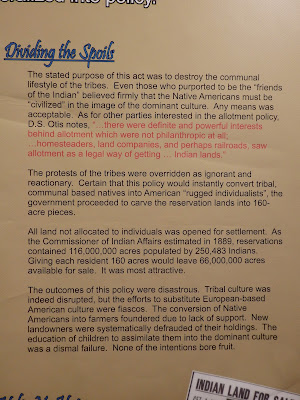 into policy.
Dividing the Spoils
The stated purpose of this act was to destroy the communal
lifestyle of the tribes.  Even those who purported to be the "friends
of the Indian" believed firmly that the Native Americans must be
"civilized" in the image of the dominant culture.  Any means was
acceptable.  As for other parties interested in the allotment policy,
D.S. Otis notes, "…there were definite and powerful interests
behind allotment which were not philanthropic at all;
…homesteaders, land companies, and perhaps railroads, saw
allotment as a legal way of getting … Indian lands."
The protests of the tribes were overridden as ignorant and
reactionary.  Certain that this policy would instantly convert tribal,
communal based natives into American "rugged individualists", the
government proceeded to carve the reservation lands into 160-
acre pieces.
All land not allocated to individuals was opened for settlement.  As
the Commissioner of Indian Affairs estimated in 1889, reservations
contained 116,000,000 acres populated by 250,483 Indians.
Giving each resident 160 acres would leave 66,000,000 acres
available for sale.  It was most attractive.
The outcomes of this policy were disastrous.  Tribal culture was
indeed disrupted, but the efforts to substitute European-based
American culture were fiascos.  The conversion of Native
Americans into farmers foundered due to lack of support.  New
landowners were systematically defrauded of their holdings.  The
education of children to assimilate them into the dominant culture
was a dismal failure.  None of the intentions bore fruit.
INDIAN LAND FOR SALE